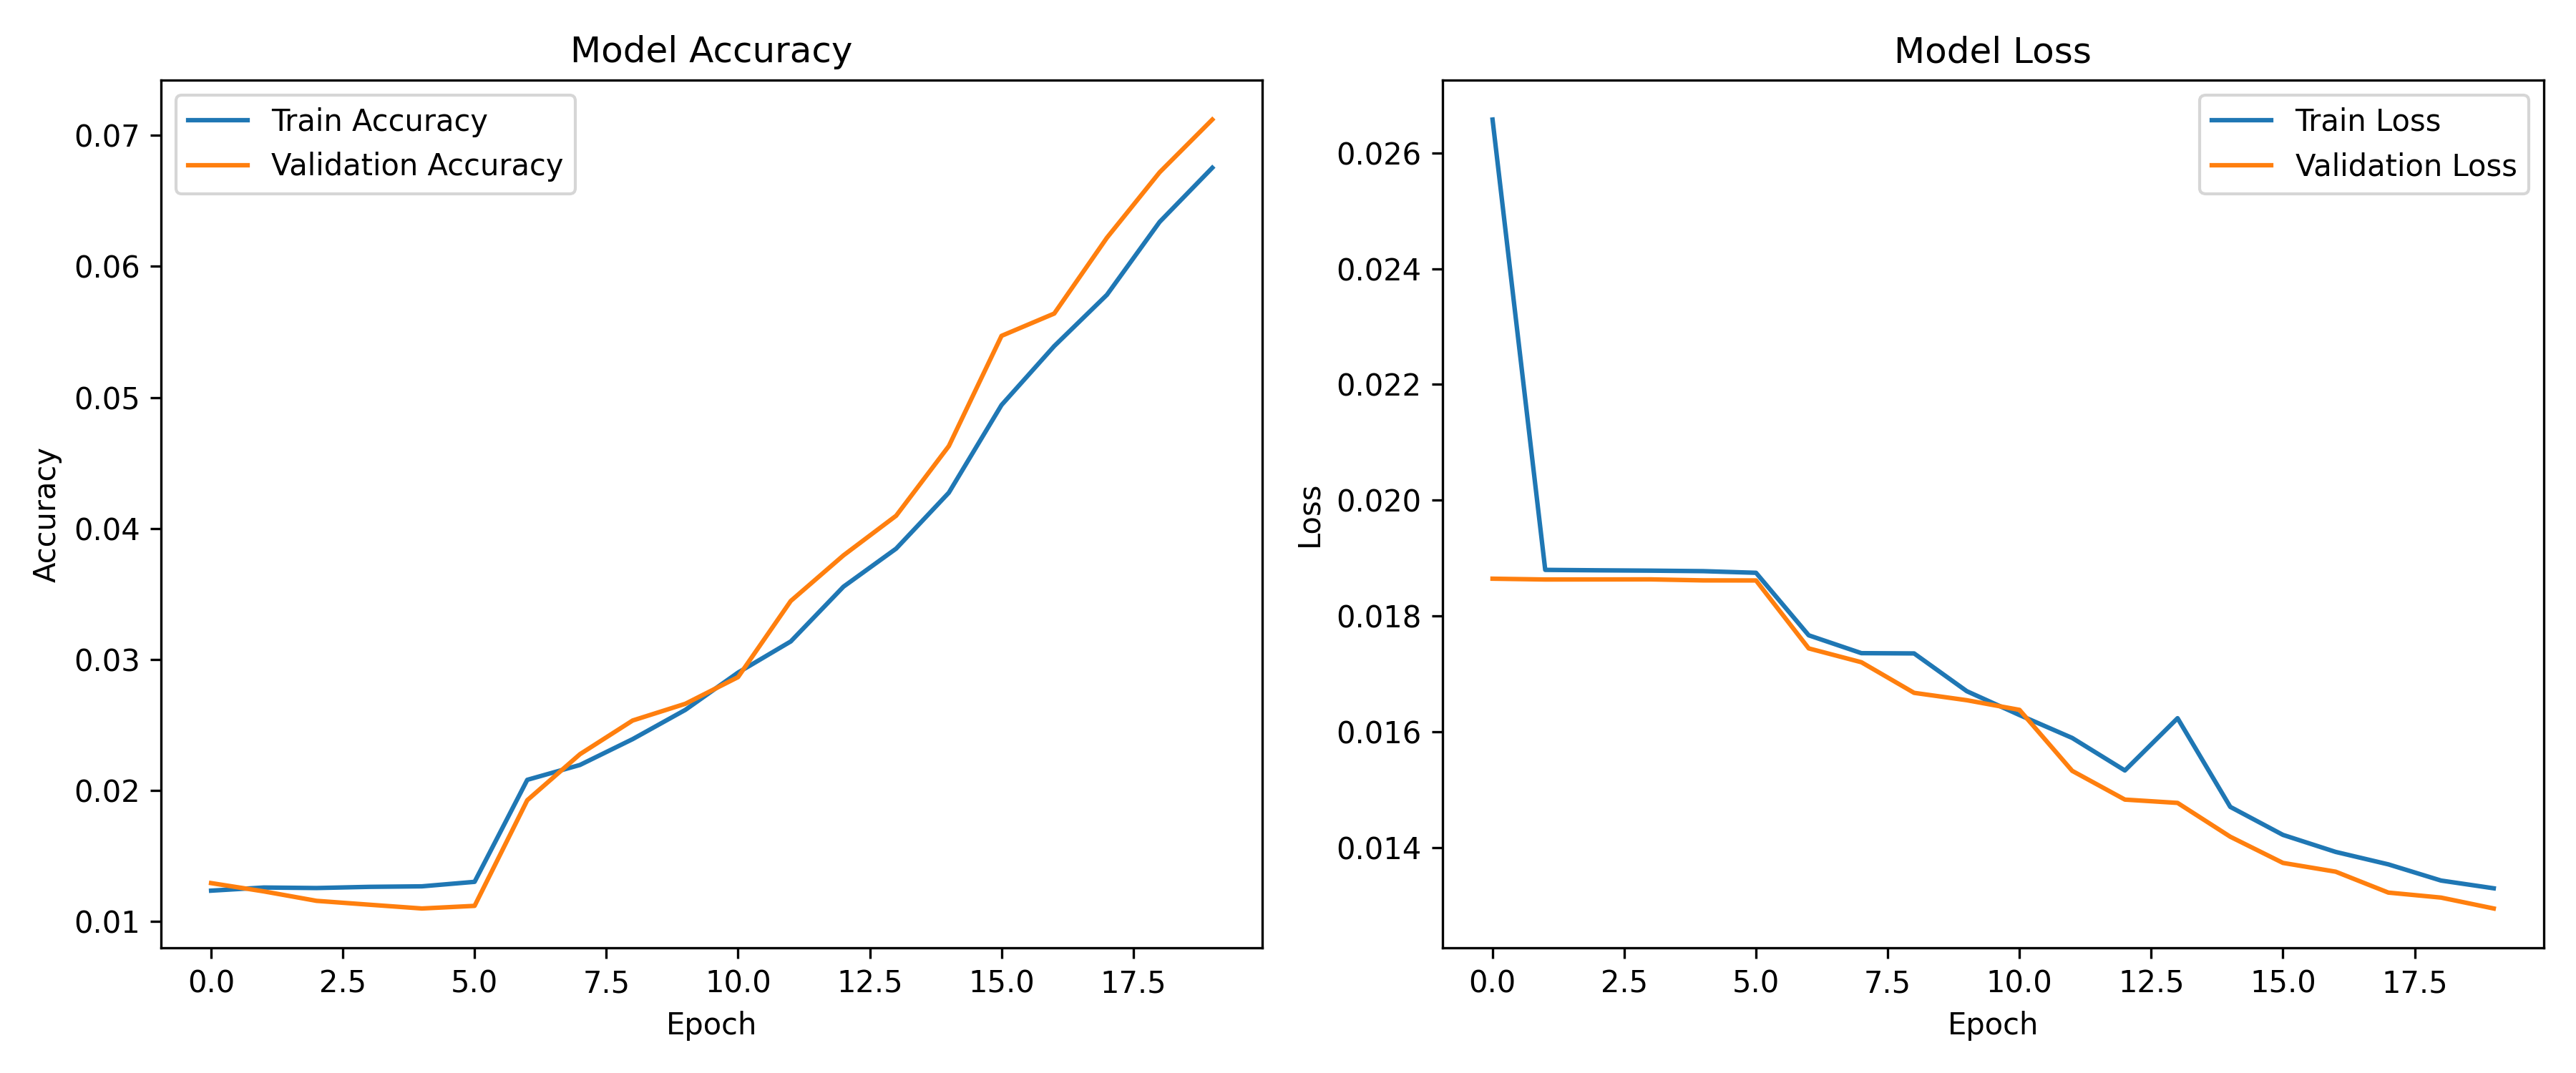 Model Accuracy
Train Accuracy
Validation Accuracy
0.07
0.06
0.05
0.04
0.03
0.02
0.01
Accuracy
0.0 2.5 5.0 7.5 10.0 12.5 15.0 17.5
Epoch
Model Loss
Train Loss
Validation Loss
0.026
0.024
0.022
0.020
0.018
0.016
0.014
Loss
0.0 2.5 5.0 7.5 10.0 12.5 15.0 17.5
Epoch